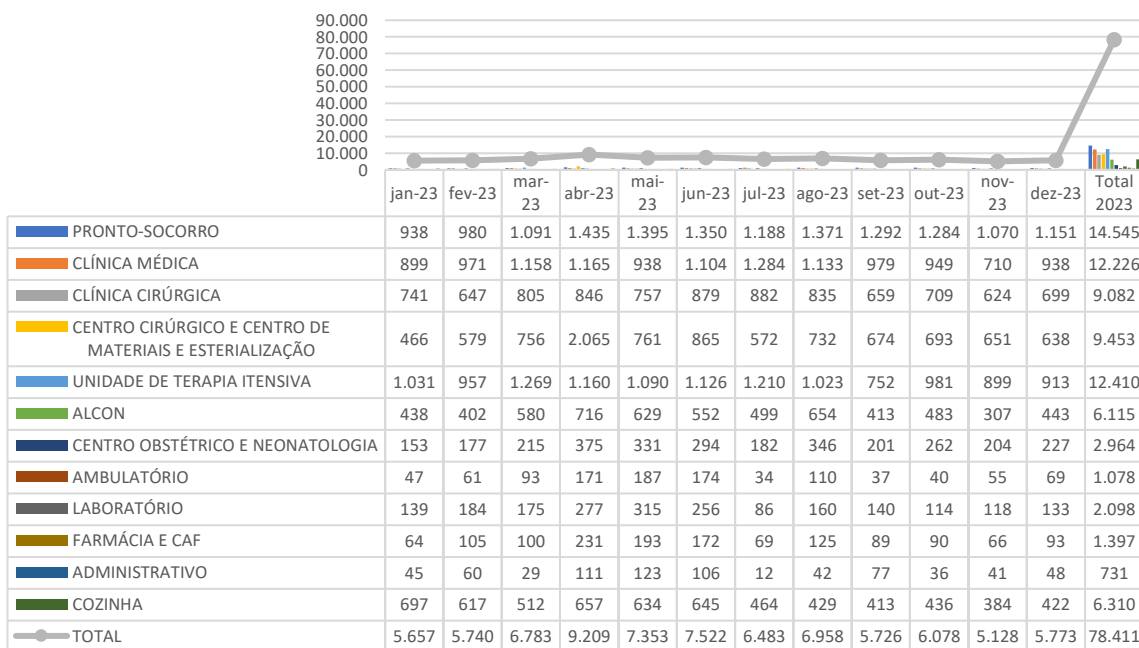 90.000
80.000
70.000
60.000
50.000
40.000
30.000
20.000
10.000
0
jan-23 fev-23 mar-23 abr-23 mai-23 jun-23 jul-23 ago-23 set-23 out-23 nov-23 dez-23 Total 2023
PRONTO-SOCORRO 938 980 1.091 1.435 1.395 1.350 1.188 1.371 1.292 1.284 1.070 1.151 14.545
CLÍNICA MÉDICA 899 971 1.158 1.165 938 1.104 1.284 1.133 979 949 710 938 12.226
CLÍNICA CIRÚRGICA 741 647 805 846 757 879 882 835 659 709 624 699 9.082
CENTRO CIRÚRGICO E CENTRO DE
MATERIAIS E ESTERIALIZAÇÃO 466 579 756 2.065 761 865 572 732 674 693 651 638 9.453
UNIDADE DE TERAPIA ITENSIVA 1.031 957 1.269 1.160 1.090 1.126 1.210 1.023 752 981 899 913 12.410
ALCON 438 402 580 716 629 552 499 654 413 483 307 443 6.115
CENTRO OBSTÉTRICO E NEONATOLOGIA 153 177 215 375 331 294 182 346 201 262 204 227 2.964
AMBULATÓRIO 47 61 93 171 187 174 34 110 37 40 55 69 1.078
LABORATÓRIO 139 184 175 277 315 256 86 160 140 114 118 133 2.098
FARMÁCIA E CAF 64 105 100 231 193 172 69 125 89 90 66 93 1.397
ADMINISTRATIVO 45 60 29 111 123 106 12 42 77 36 41 48 731
COZINHA 697 617 512 657 634 645 464 429 413 436 384 422 6.310
TOTAL 5.657 5.740 6.783 9.209 7.353 7.522 6.483 6.958 5.726 6.078 5.128 5.773 78.411